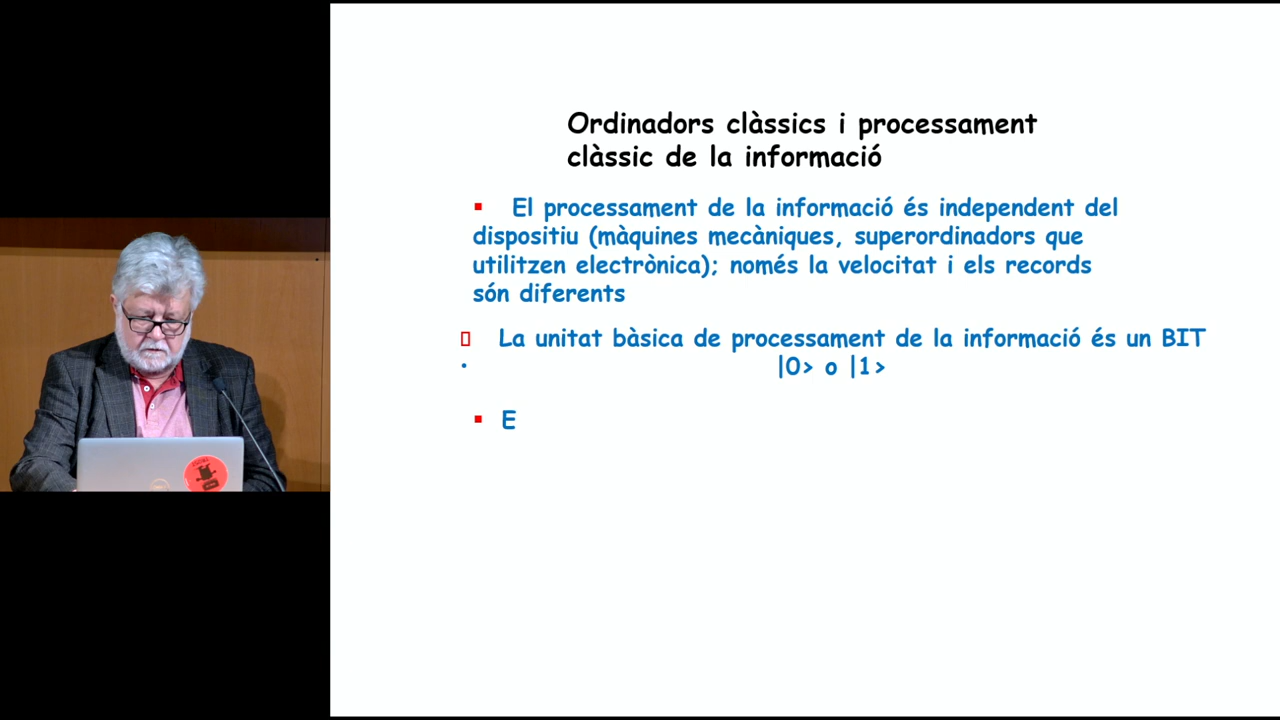 Ordinadors clàssics i processament
clàssic de la informació
▪ El processament de la informació és independent del
dispositiu (màquines mecàniques, superordinadors que
utilitzen electrònica); només la velocitat i els records
són diferents
▯ La unitat bàsica de processament de la informació és un BIT
• |0> o |1>
▪ E